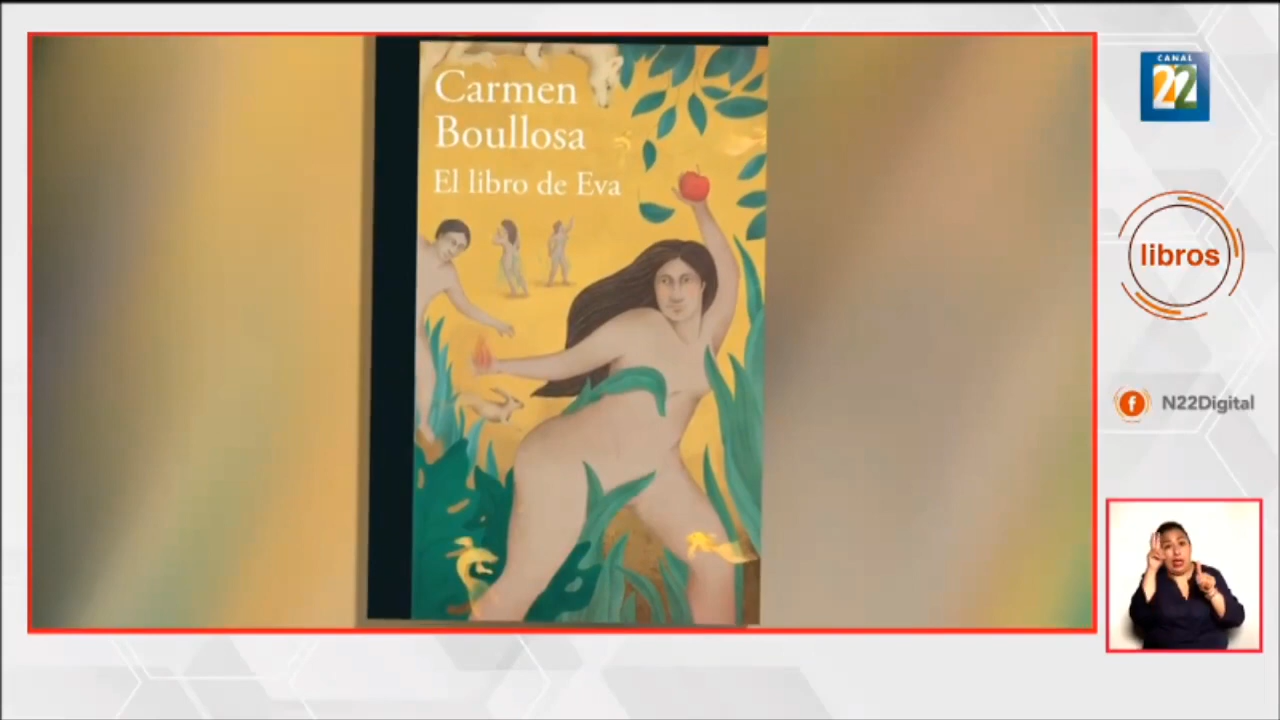 Carmen
Boullosa
El libro de Eva
CANAL
22
libros
f N22Digital